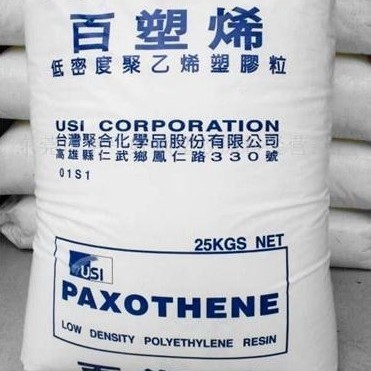 百塑烯
低密度聚乙烯塑膠粒
USI CORPORATION
台灣聚合化學品股份有限公司
高雄縣仁武鄉鳳仁路330號
01S1
25KGS NET
USI
PAXOTHENE
LOW DENSITY POLYETHYLENE RESIN